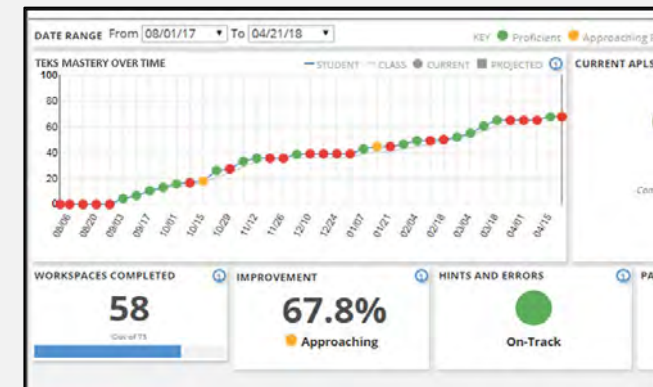 DATE RANGE From 08/01/17 To 04/21/18 KEY Proficient Approaching
TEKS MASTERY OVER TIME STUDENT CLASS CURRENT PROJECTED CURRENT APLS
100
80
60
40
20
0
08/06 08/20 09/03 09/17 10/01 10/15 10/29 11/12 11/26 12/10 12/24 01/07 01/21 02/04 02/18 03/04 03/18 04/01 04/15
WORKSPACES COMPLETED IMPROVEMENT HINTS AND ERRORS PA
58 67.8%
Out of 75
Approaching On-Track